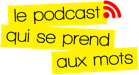 le podcast
qui se prend
aux mots